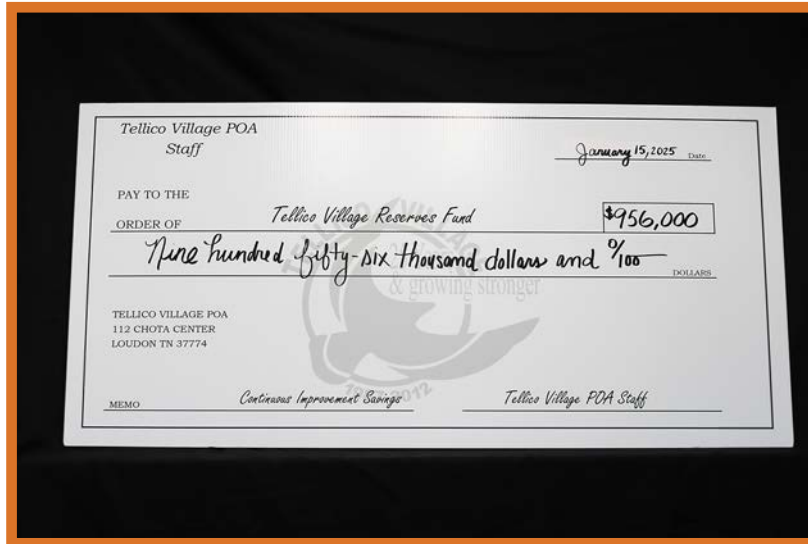 Tellico Village POA
Staff
January 15, 2025 Date
PAY TO THE
ORDER OF Tellico Village Reserves Fund $956,000
Nine hundred fifty-six thousand dollars and 0/100 DOLLARS
& growing stronger
TELLICO VILLAGE POA
112 CHOTA CENTER
LOUDON TN 37774
2012
MEMO Continuous Improvement Savings Tellico Village POA Staff